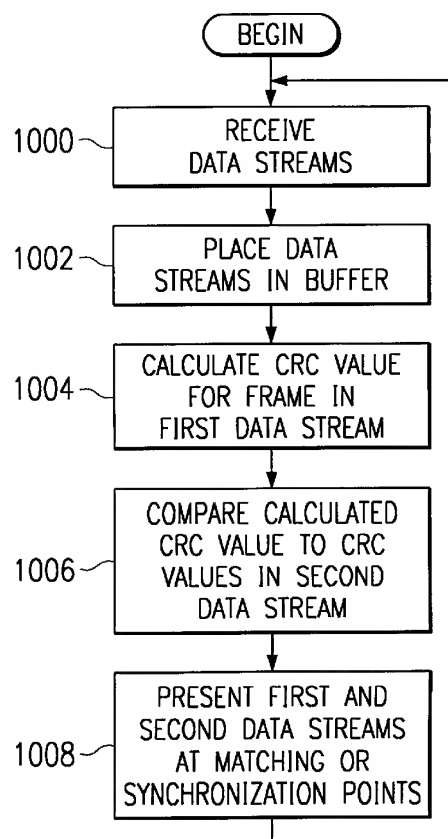 BEGIN
1000
RECEIVE
DATA STREAMS
1002
PLACE DATA
STREAMS IN BUFFER
1004
CALCULATE CRC VALUE
FOR FRAME IN
FIRST DATA STREAM
1006
COMPARE CALCULATED
CRC VALUE TO CRC
VALUES IN SECOND
DATA STREAM
1008
PRESENT FIRST AND
SECOND DATA STREAMS
AT MATCHING OR
SYNCHRONIZATION POINTS